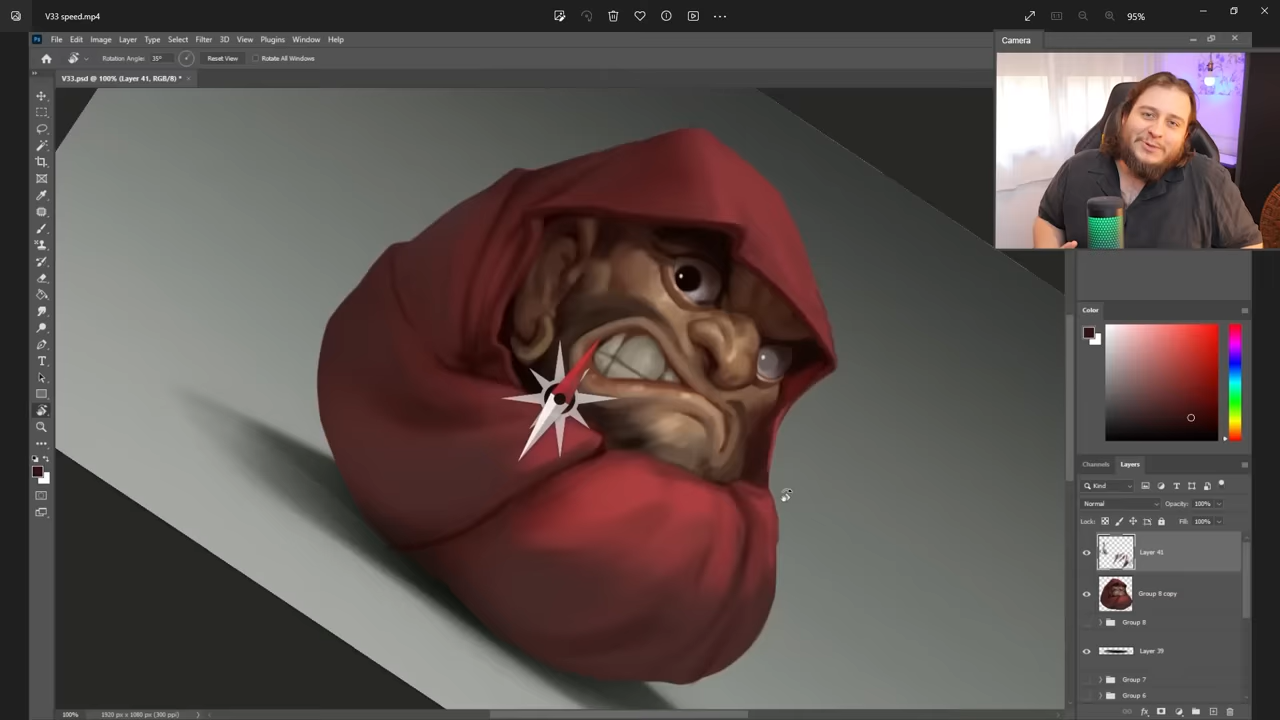 V33 speed.mp4
95%
Ps File Edit Image Layer Type Select Filter 3D View Plugins Window Help
Camera
Rotation Angle: 35° Reset View Rotate All Windows
V33.psd @ 100% (Layer 41, RGB/8) *
Color
Channels Layers
Kind
Normal Opacity: 100%
Lock: Fill: 100%
Layer 41
Group 8 copy
Group 8
Layer 39
Group 7
Group 6
100% 1920 px x 1080 px (300 ppi)